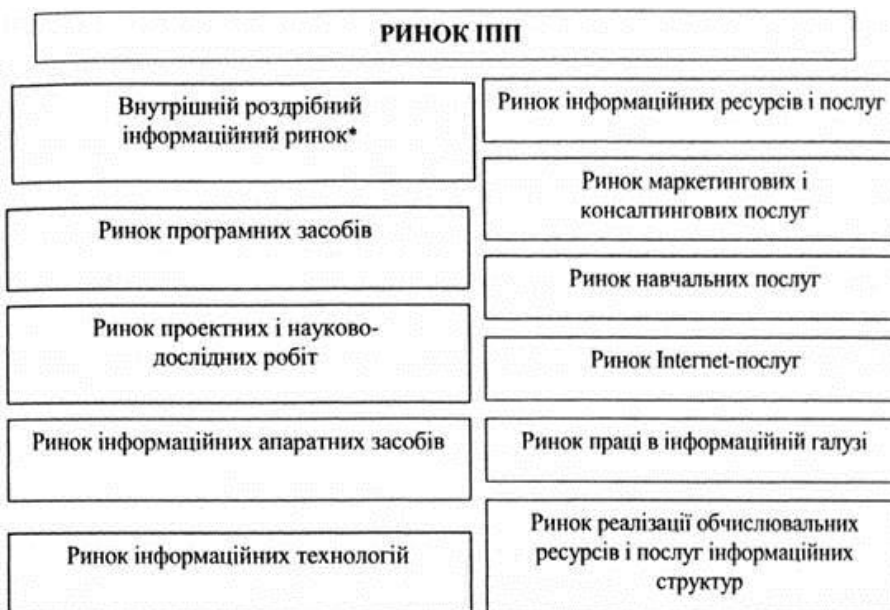 РИНОК ІПП
Внутрішній роздрібний
інформаційний ринок*
Ринок програмних засобів
Ринок проектних і науково-
дослідних робіт
Ринок інформаційних апаратних засобів
Ринок інформаційних технологій
Ринок інформаційних ресурсів і послуг
Ринок маркетингових і
консалтингових послуг
Ринок навчальних послуг
Ринок Internet-послуг
Ринок праці в інформаційній галузі
Ринок реалізації обчислювальних
ресурсів і послуг інформаційних
структур